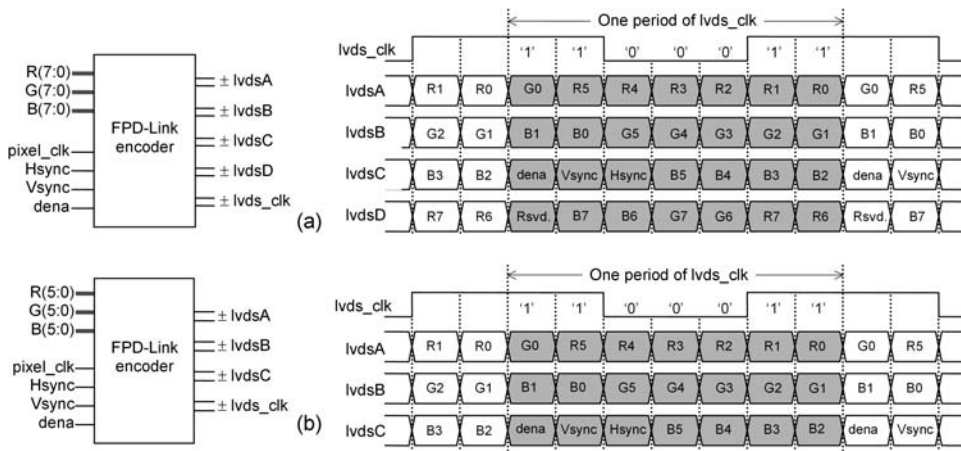 R(7:0)
G(7:0)
B(7:0)
pixel_clk
Hsync
Vsync
dena
FPD-Link
encoder
± lvdsA
± lvdsB
± lvdsC
± lvdsD
± lvds_clk
(a)
One period of lvds_clk
lvds_clk '1' '1' '0' '0' '0' '1' '1'
lvdsA R1 R0 G0 R5 R4 R3 R2 R1 R0 G0 R5
lvdsB G2 G1 B1 B0 G5 G4 G3 G2 G1 B1 B0
lvdsC B3 B2 dena Vsync Hsync B5 B4 B3 B2 dena Vsync
lvdsD R7 R6 Rsvd. B7 B6 G7 G6 R7 R6 Rsvd. B7
R(5:0)
G(5:0)
B(5:0)
pixel_clk
Hsync
Vsync
dena
FPD-Link
encoder
± lvdsA
± lvdsB
± lvdsC
± lvds_clk
(b)
One period of lvds_clk
lvds_clk '1' '1' '0' '0' '0' '1' '1'
lvdsA R1 R0 G0 R5 R4 R3 R2 R1 R0 G0 R5
lvdsB G2 G1 B1 B0 G5 G4 G3 G2 G1 B1 B0
lvdsC B3 B2 dena Vsync Hsync B5 B4 B3 B2 dena Vsync